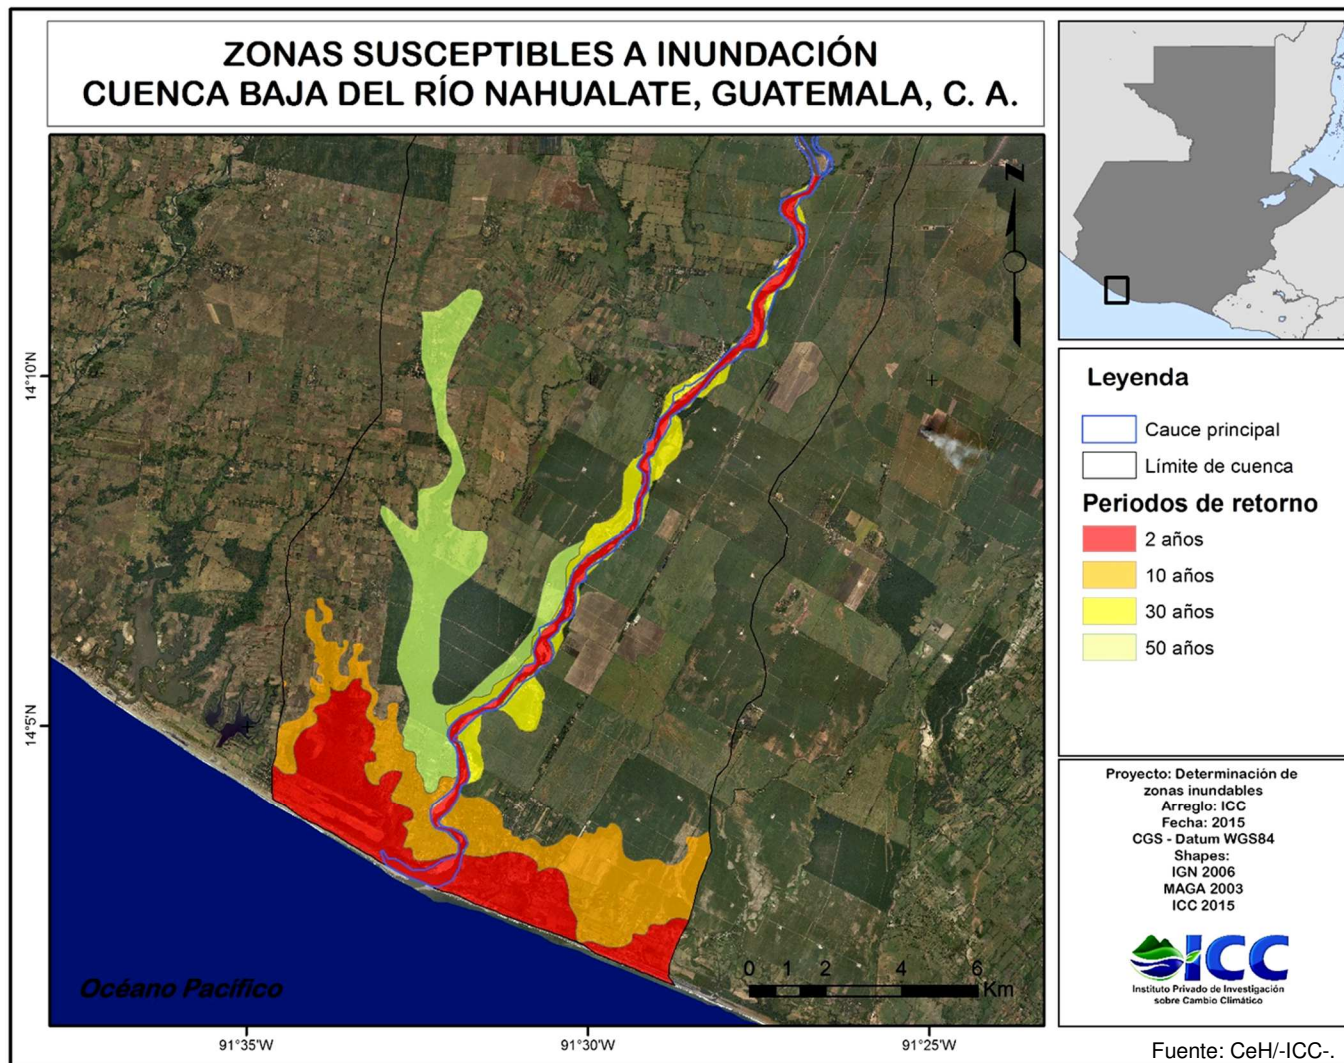 ZONAS SUSCEPTIBLES A INUNDACIÓN
CUENCA BAJA DEL RÍO NAHUALATE, GUATEMALA, C. A.
N
14°10'N
14°5'N
Océano Pacífico
0 1 2 4 6
Km
91°35'W 91°30'W 91°25'W
Leyenda
Cauce principal
Límite de cuenca
Periodos de retorno
2 años
10 años
30 años
50 años
Proyecto: Determinación de
zonas inundables
Arreglo: ICC
Fecha: 2015
CGS - Datum WGS84
Shapes:
IGN 2006
MAGA 2003
ICC 2015
ICC
Instituto Privado de Investigación
sobre Cambio Climático
Fuente: CeH/-ICC-.